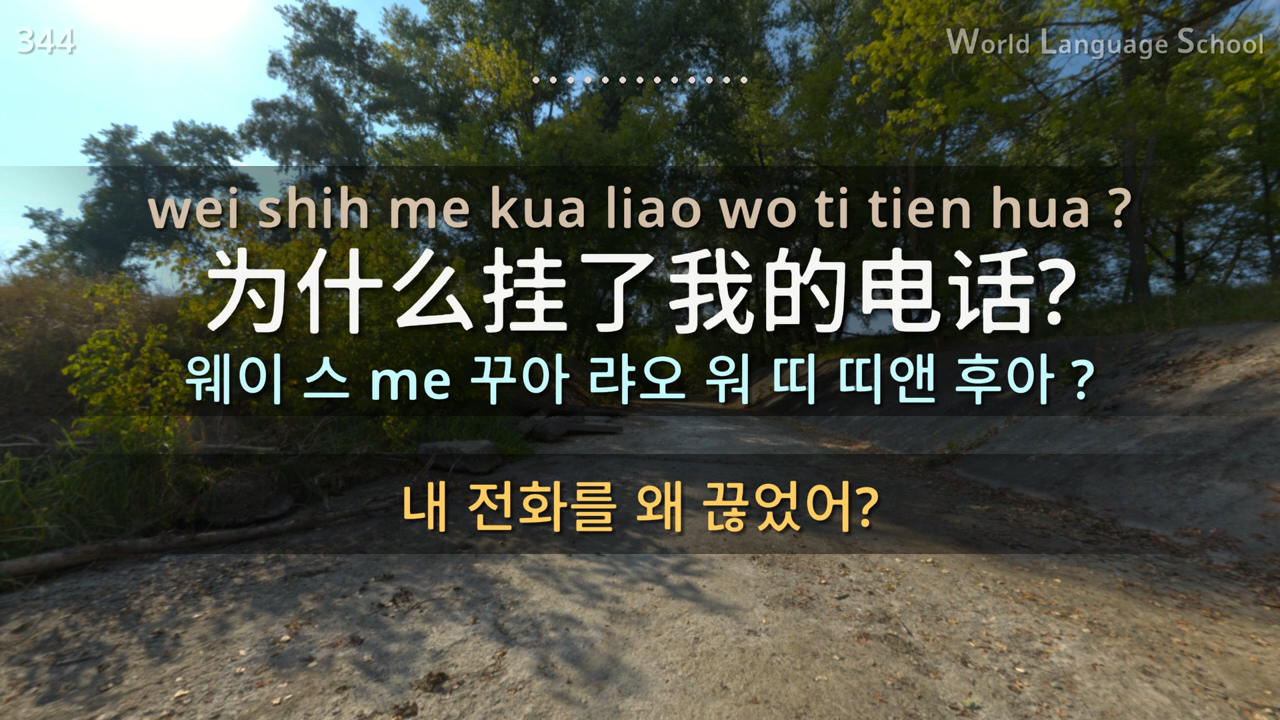 344
World Language School
wei shih me kua liao wo ti tien hua ?
为什么挂了我的电话?
웨이 스 me 꾸아 랴오 워 띠 띠앤 후아 ?
내 전화를 왜 끊었어?